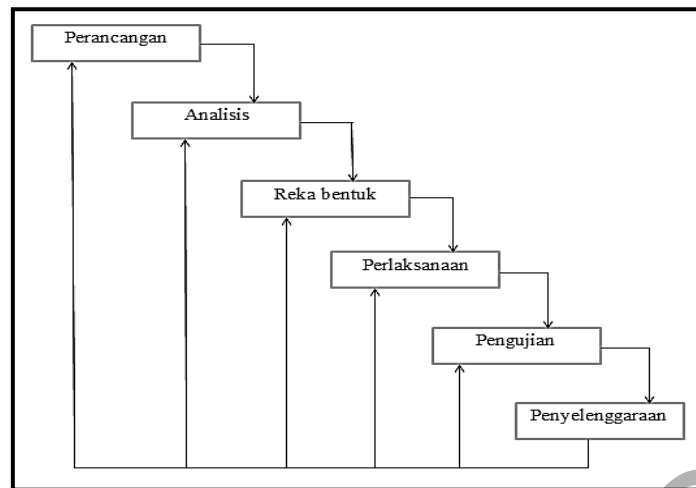 Perancangan
Analisis
Reka bentuk
Perlaksanaan
Pengujian
Penyelenggaraan